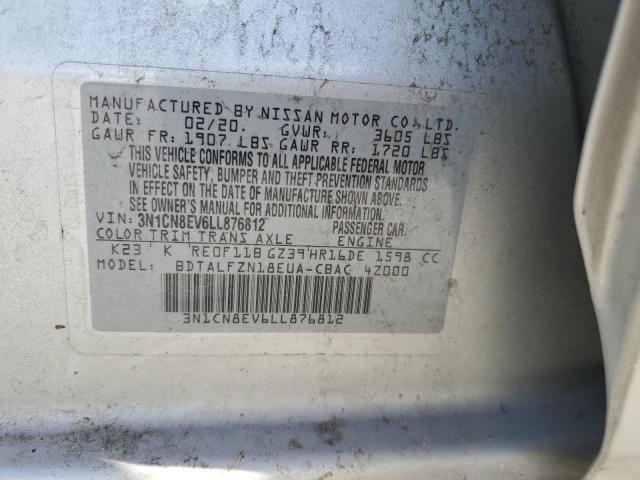 MANUFACTURED BY NISSAN MOTOR CO., LTD.
DATE: 02/20. GVWR: 3605 LBS
GAWR FR: 1907 LBS GAWR RR: 1720 LBS
THIS VEHICLE CONFORMS TO ALL APPLICABLE FEDERAL MOTOR
VEHICLE SAFETY, BUMPER AND THEFT PREVENTION STANDARDS
IN EFFECT ON THE DATE OF MANUFACTURE SHOWN ABOVE.
SEE OWNER'S MANUAL FOR ADDITIONAL INFORMATION.
VIN: 3N1CN8EV6LL876812 PASSENGER CAR.
COLOR TRIM TRANS AXLE ENGINE
K23 K RE0F11B GZ39 HR16DE 1598 CC
MODEL: BDTALFZN18EUA-CBAC 4Z000
3N1CN8EV6LL876812